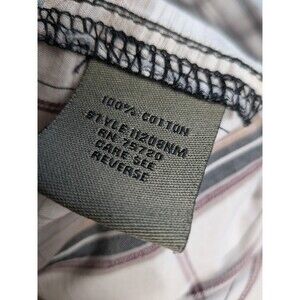 100% COTTON
STYLE 11208NM
RN 75720
CARE SEE
REVERSE